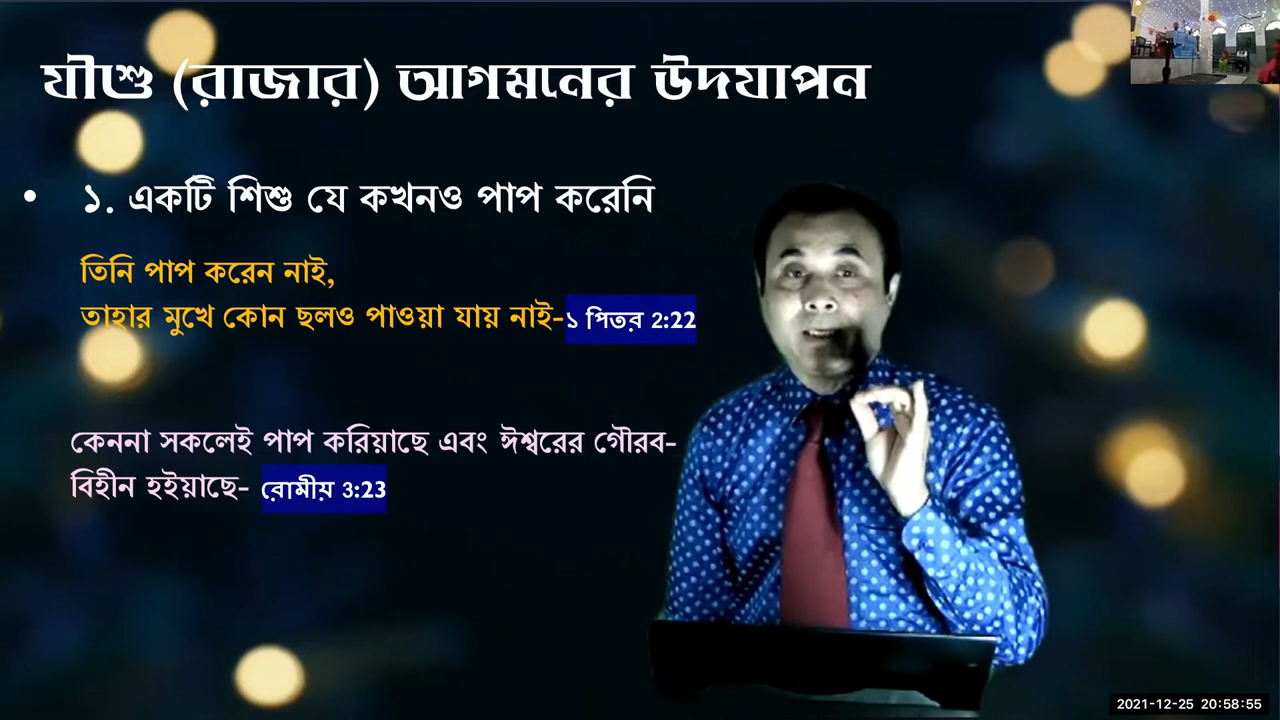 যীশু (রাজার) আগমনের উদযাপন
• ১. একটি শিশু যে কখনও পাপ করেনি
তিনি পাপ করেন নাই,
তাহার মুখে কোন ছলও পাওয়া যায় নাই-১ পিতর 2:22
কেননা সকলেই পাপ করিয়াছে এবং ঈশ্বরের গৌরব-
বিহীন হইয়াছে- রোমীয় 3:23
2021-12-25 20:58:55